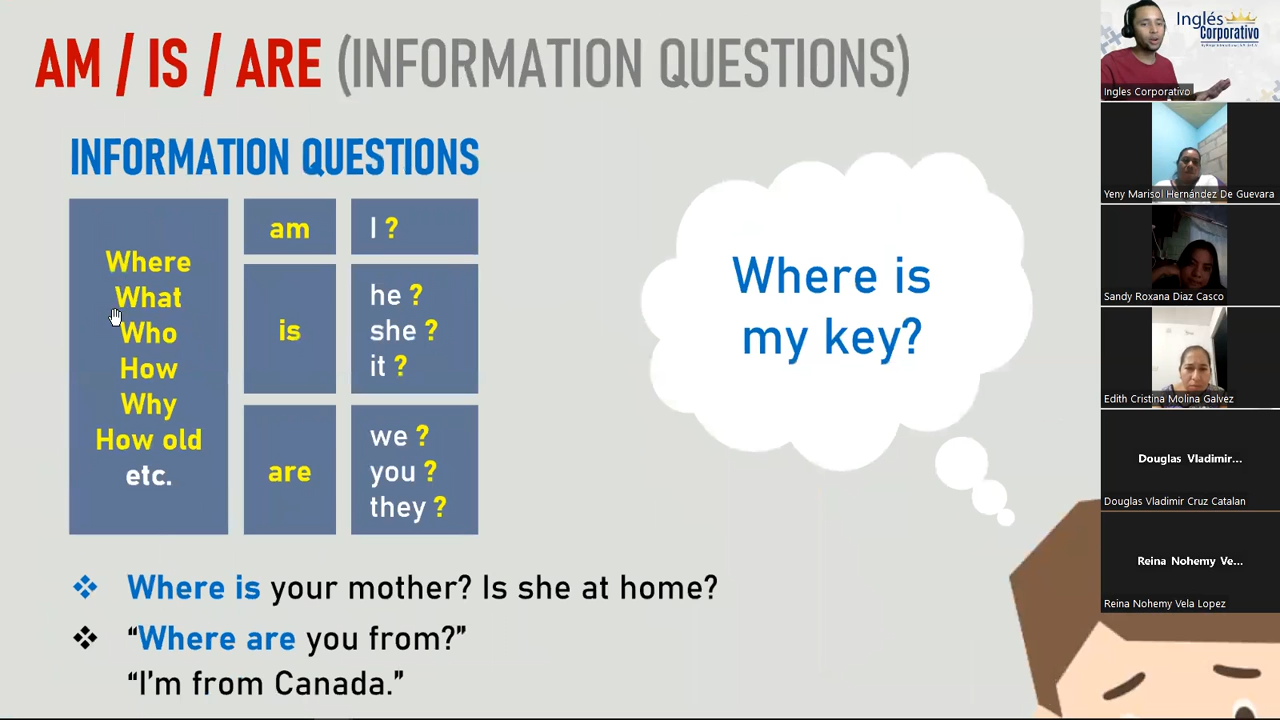 AM / IS / ARE (INFORMATION QUESTIONS)
INFORMATION QUESTIONS
Where
What
Who
How
Why
How old
etc.
am
I ?
is
he ?
she ?
it ?
are
we ?
you ?
they ?
Where is
my key?
Where is your mother? Is she at home?
“Where are you from?”
“I’m from Canada.”
Inglés
Corporativo
Ingles Corporativo
Yeny Marisol Hernández De Guevara
Sandy Roxana Diaz Casco
Edith Cristina Molina Galvez
Douglas Vladimir...
Douglas Vladimir Cruz Catalan
Reina Nohemy Ve...
Reina Nohemy Vela Lopez